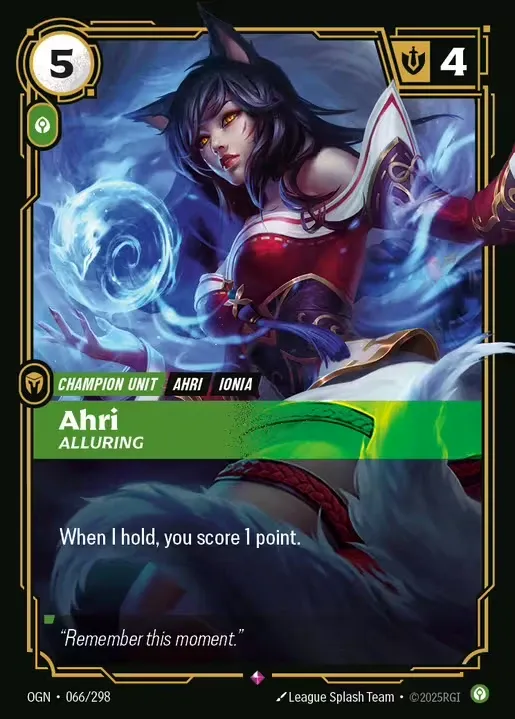 5
4
CHAMPION UNIT AHRI IONIA
Ahri
ALLURING
When I hold, you score 1 point.
“Remember this moment.”
OGN • 066/298
League Splash Team • ©2025RGI